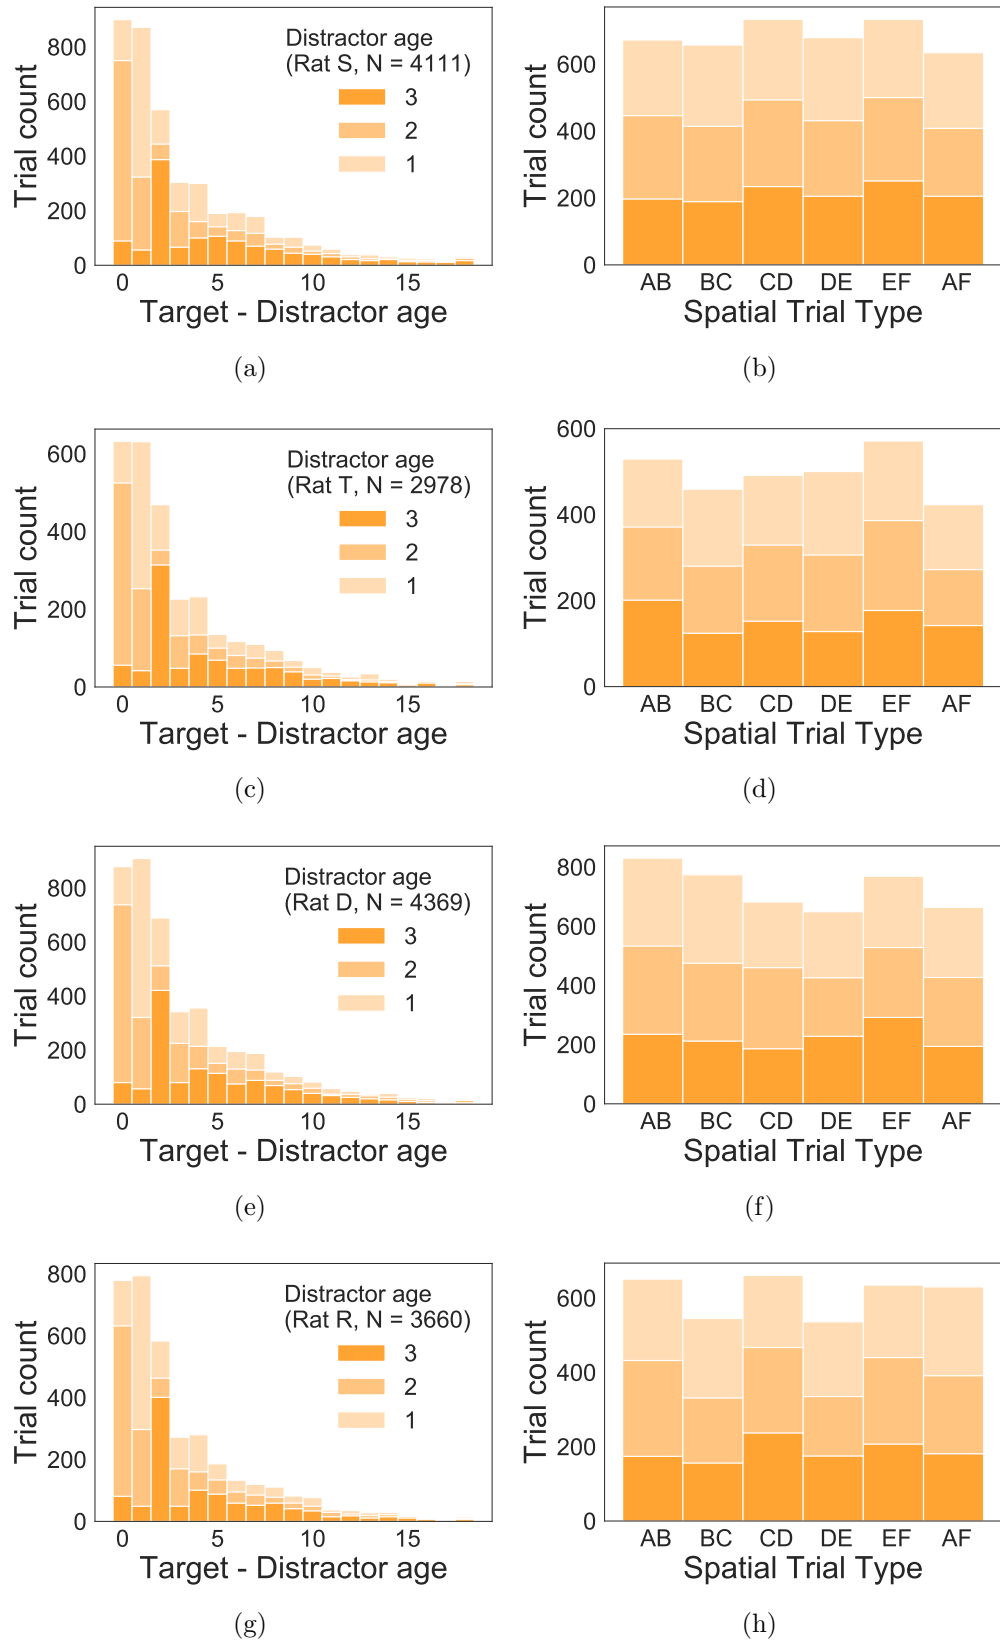 Trial count
800
600
400
200
0
Distractor age
(Rat S, N = 4111)
3
2
1
0 5 10 15
Target - Distractor age
(a)
Trial count
600
400
200
0
AB BC CD DE EF AF
Spatial Trial Type
(b)
Trial count
600
400
200
0
Distractor age
(Rat T, N = 2978)
3
2
1
0 5 10 15
Target - Distractor age
(c)
Trial count
600
400
200
0
AB BC CD DE EF AF
Spatial Trial Type
(d)
Trial count
800
600
400
200
0
Distractor age
(Rat D, N = 4369)
3
2
1
0 5 10 15
Target - Distractor age
(e)
Trial count
800
600
400
200
0
AB BC CD DE EF AF
Spatial Trial Type
(f)
Trial count
800
600
400
200
0
Distractor age
(Rat R, N = 3660)
3
2
1
0 5 10 15
Target - Distractor age
(g)
Trial count
600
400
200
0
AB BC CD DE EF AF
Spatial Trial Type
(h)